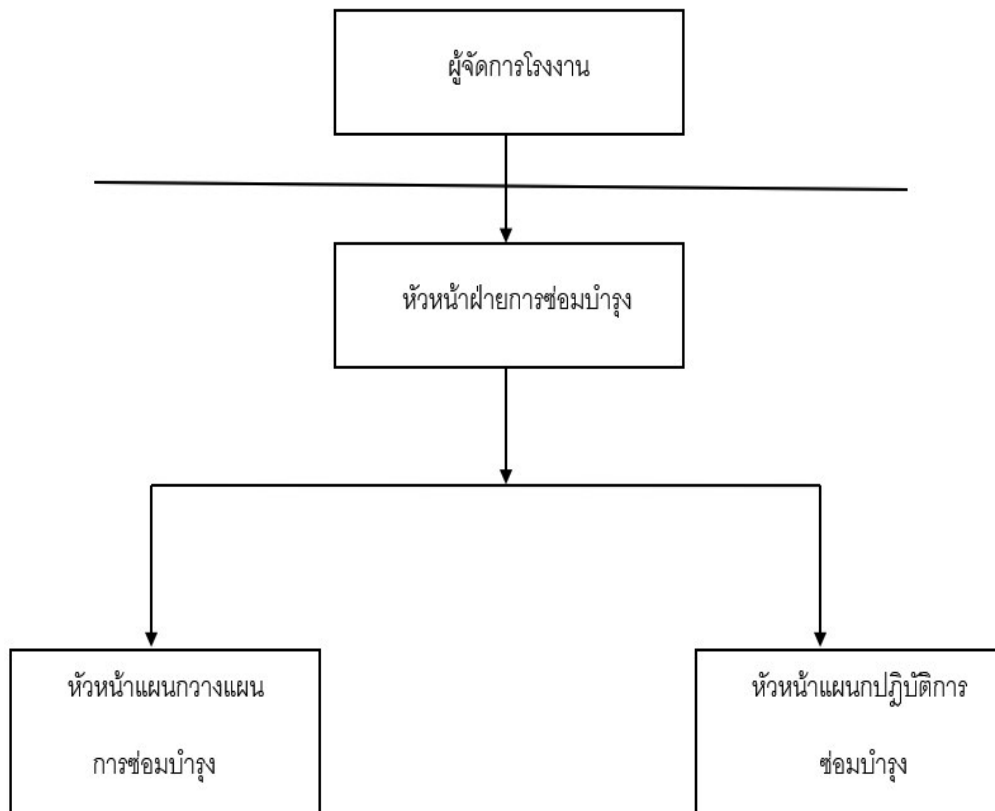 ผู้จัดการโรงงาน
หัวหน้าฝ่ายการซ่อมบำรุง
หัวหน้าแผนกวางแผน
การซ่อมบำรุง
หัวหน้าแผนกปฏิบัติการ
ซ่อมบำรุง